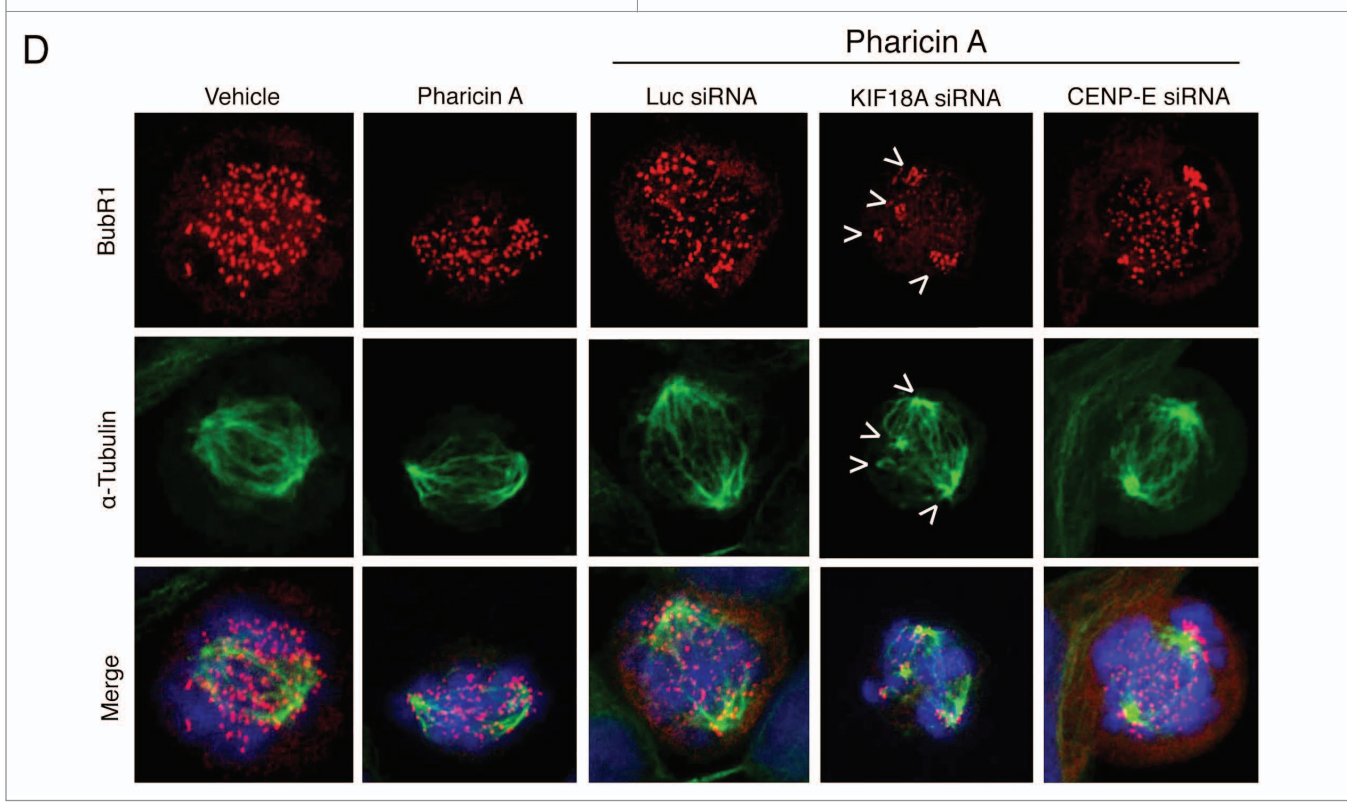 D
Pharicin A
Vehicle
Pharicin A
Luc siRNA
KIF18A siRNA
CENP-E siRNA
BubR1
α-Tubulin
Merge